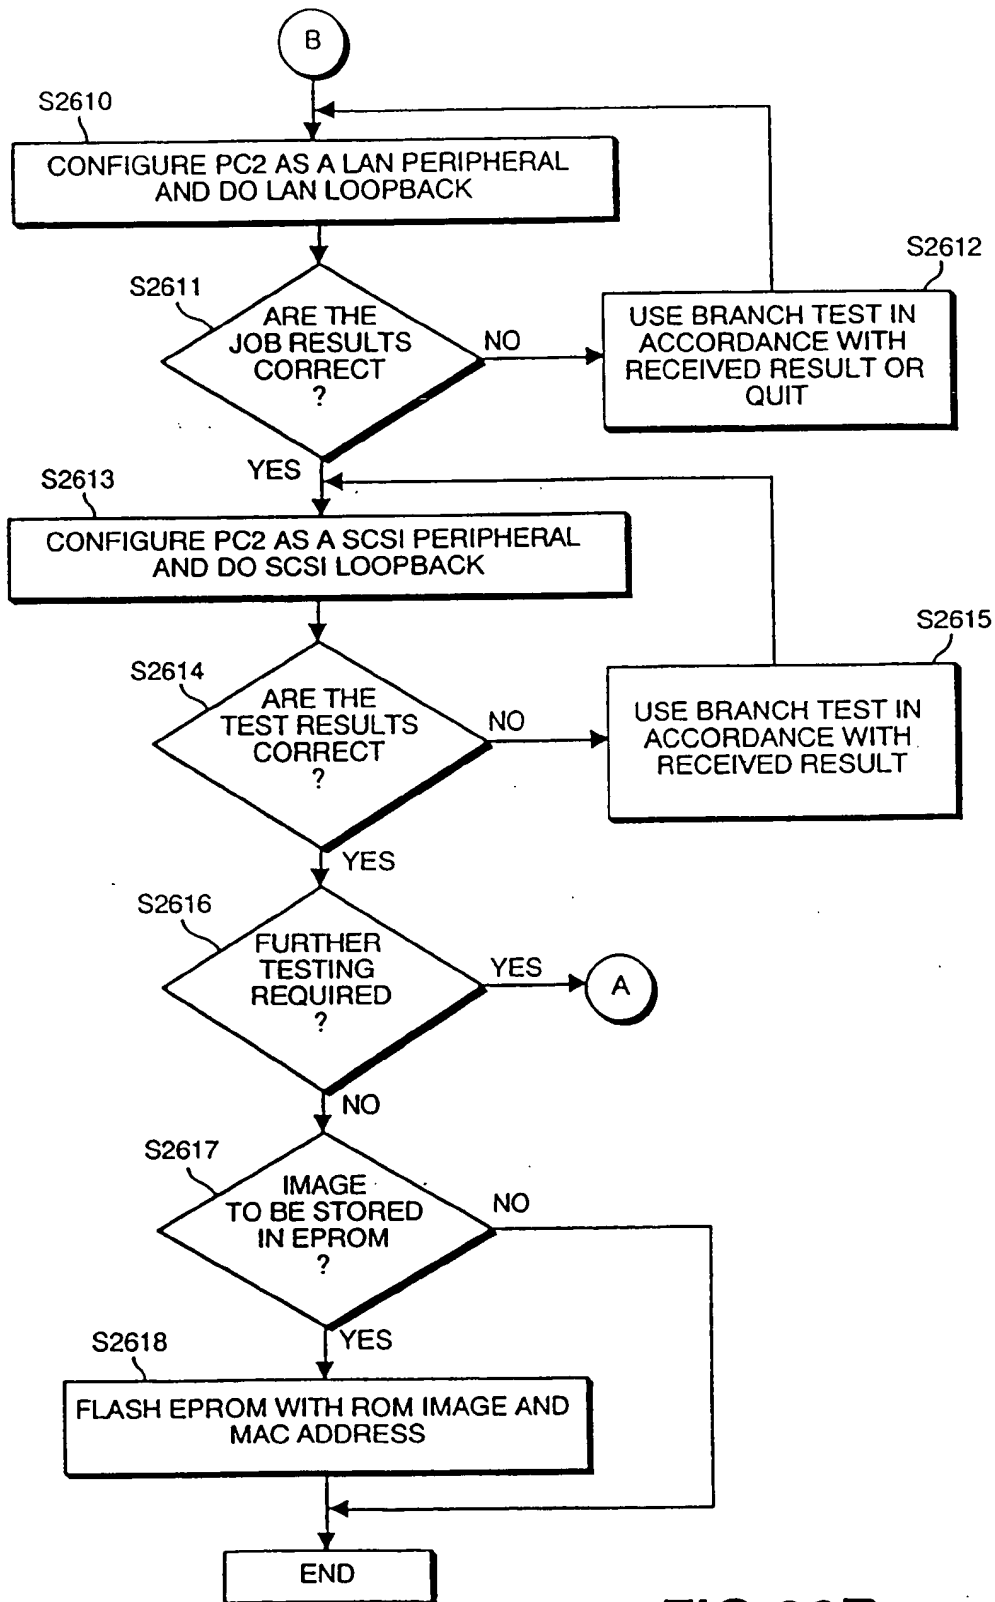 B
S2610
CONFIGURE PC2 AS A LAN PERIPHERAL
AND DO LAN LOOPBACK
S2611
ARE THE
JOB RESULTS
CORRECT
?
NO
S2612
USE BRANCH TEST IN
ACCORDANCE WITH
RECEIVED RESULT OR
QUIT
YES
S2613
CONFIGURE PC2 AS A SCSI PERIPHERAL
AND DO SCSI LOOPBACK
S2614
ARE THE
TEST RESULTS
CORRECT
?
NO
S2615
USE BRANCH TEST IN
ACCORDANCE WITH
RECEIVED RESULT
YES
S2616
FURTHER
TESTING
REQUIRED
?
YES
A
NO
S2617
IMAGE
TO BE STORED
IN EPROM
?
NO
YES
S2618
FLASH EPROM WITH ROM IMAGE AND
MAC ADDRESS
END